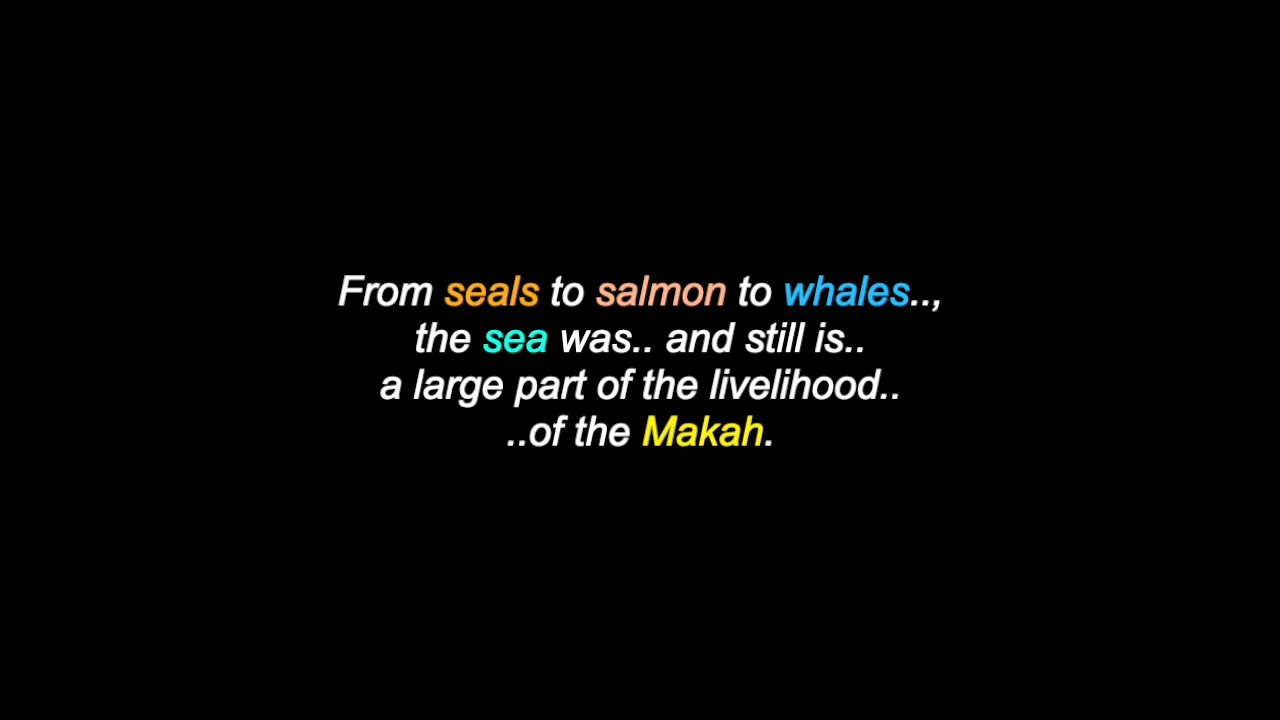 From seals to salmon to whales..,
the sea was.. and still is..
a large part of the livelihood..
..of the Makah.